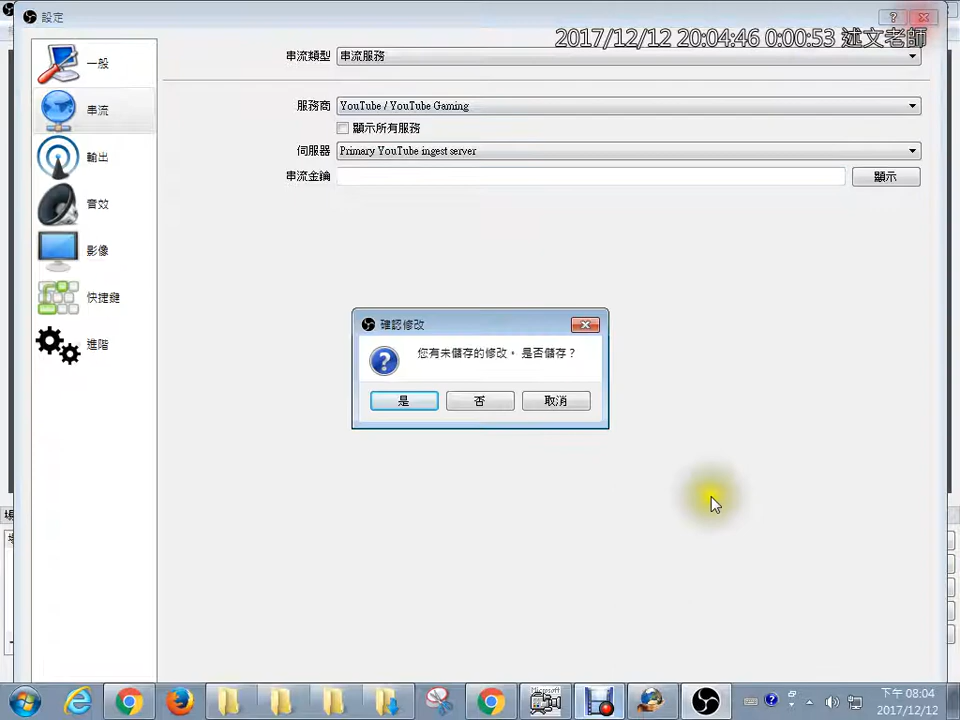 設定
2017/12/12 20:04:46 0:00:53 述文老師
一般
串流
輸出
音效
影像
快捷鍵
進階
串流類型 串流服務
服務商 YouTube / YouTube Gaming
顯示所有服務
伺服器 Primary YouTube ingest server
串流金鑰 顯示
確認修改
您有未儲存的修改。 是否儲存？
是 否 取消
Microsoft
下午 08:04
2017/12/12